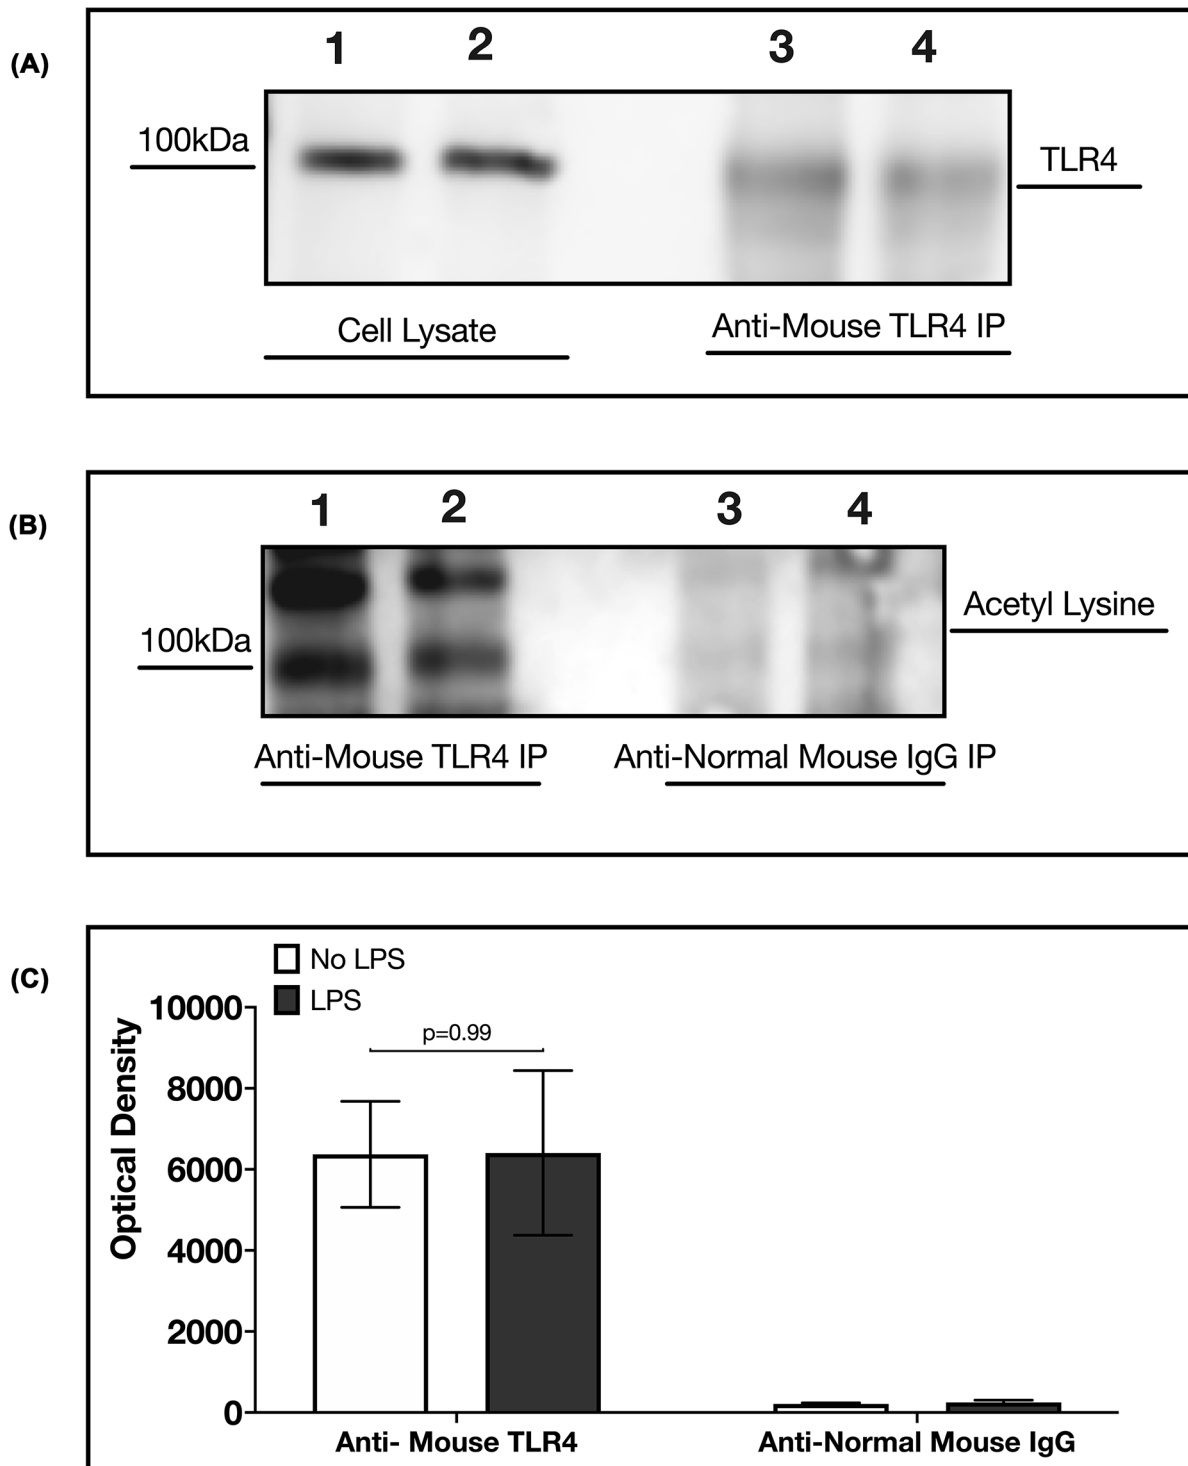 (A)
1 2 3 4
100kDa
TLR4
Cell Lysate
Anti-Mouse TLR4 IP
(B)
1 2 3 4
Acetyl Lysine
100kDa
Anti-Mouse TLR4 IP
Anti-Normal Mouse IgG IP
(C)
No LPS
LPS
p=0.99
Optical Density
10000
8000
6000
4000
2000
0
Anti- Mouse TLR4
Anti-Normal Mouse IgG